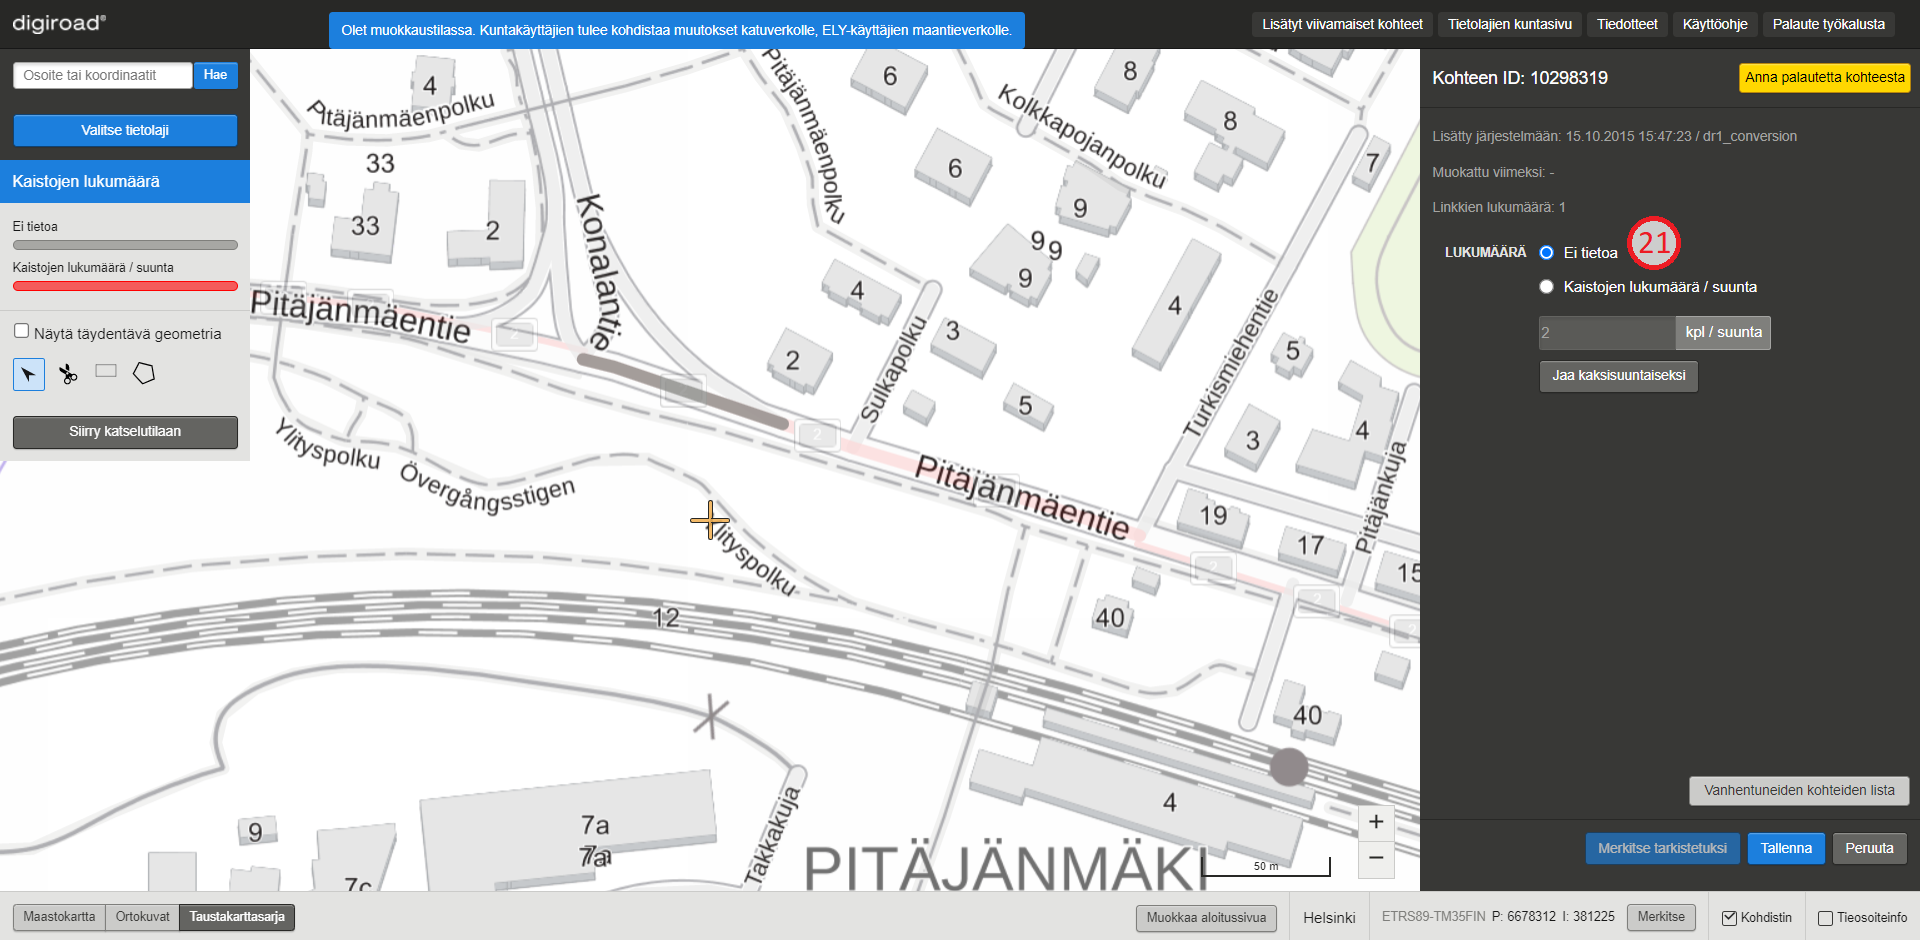 digiroad®
Olet muokkaustilassa. Kuntakäyttäjien tulee kohdistaa muutokset katuverkolle, ELY-käyttäjien maantieverkolle.
Lisätyt viivamaiset kohteet
Tietolajien kuntasivu
Tiedotteet
Käyttöohje
Palaute työkalusta
Osoite tai koordinaatit
Hae
Valitse tietolaji
Kaistojen lukumäärä
Ei tietoa
Kaistojen lukumäärä / suunta
Näytä täydentävä geometria
Siirry katselutilaan
4
Pitäjänmäenpolku
33
33
2
Konalantie
Pitäjänmäentie
2
Pitäjänmäenpolku
6
8
Kolkkapojanpolku
8
7
6
9
9
9
9
4
4
3
2
Sulkapolku
5
Turkismiehentie
5
3
4
2
Pitäjänmäentie
19
17
15
Pitäjänkuja
2
2
2
Ylityspolku
Övergångsstigen
Ylityspolku
12
40
40
4
9
7a
7a
7c
Takkakuja
PITÄJÄNMÄKI
50 m
+
−
Kohteen ID: 10298319
Anna palautetta kohteesta
Lisätty järjestelmään: 15.10.2015 15:47:23 / dr1_conversion
Muokattu viimeksi: -
Linkkien lukumäärä: 1
LUKUMÄÄRÄ
Ei tietoa
21
Kaistojen lukumäärä / suunta
2
kpl / suunta
Jaa kaksisuuntaiseksi
Vanhentuneiden kohteiden lista
Merkitse tarkistetuksi
Tallenna
Peruuta
Maastokartta
Ortokuvat
Taustakarttasarja
Muokkaa aloitussivua
Helsinki
ETRS89-TM35FIN P: 6678312 I: 381225
Merkitse
Kohdistin
Tieosoiteinfo